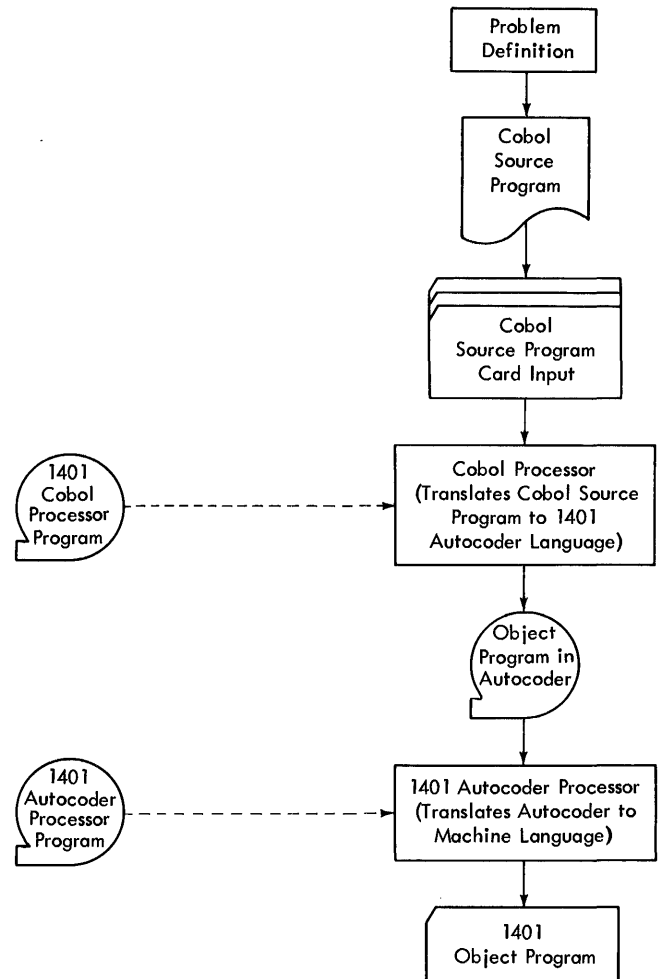 Problem
Definition
Cobol
Source
Program
Cobol
Source Program
Card Input
1401
Cobol
Processor
Program
Cobol Processor
(Translates Cobol Source
Program to 1401
Autocoder Language)
Object
Program in
Autocoder
1401
Autocoder
Processor
Program
1401 Autocoder Processor
(Translates Autocoder to
Machine Language)
1401
Object Program